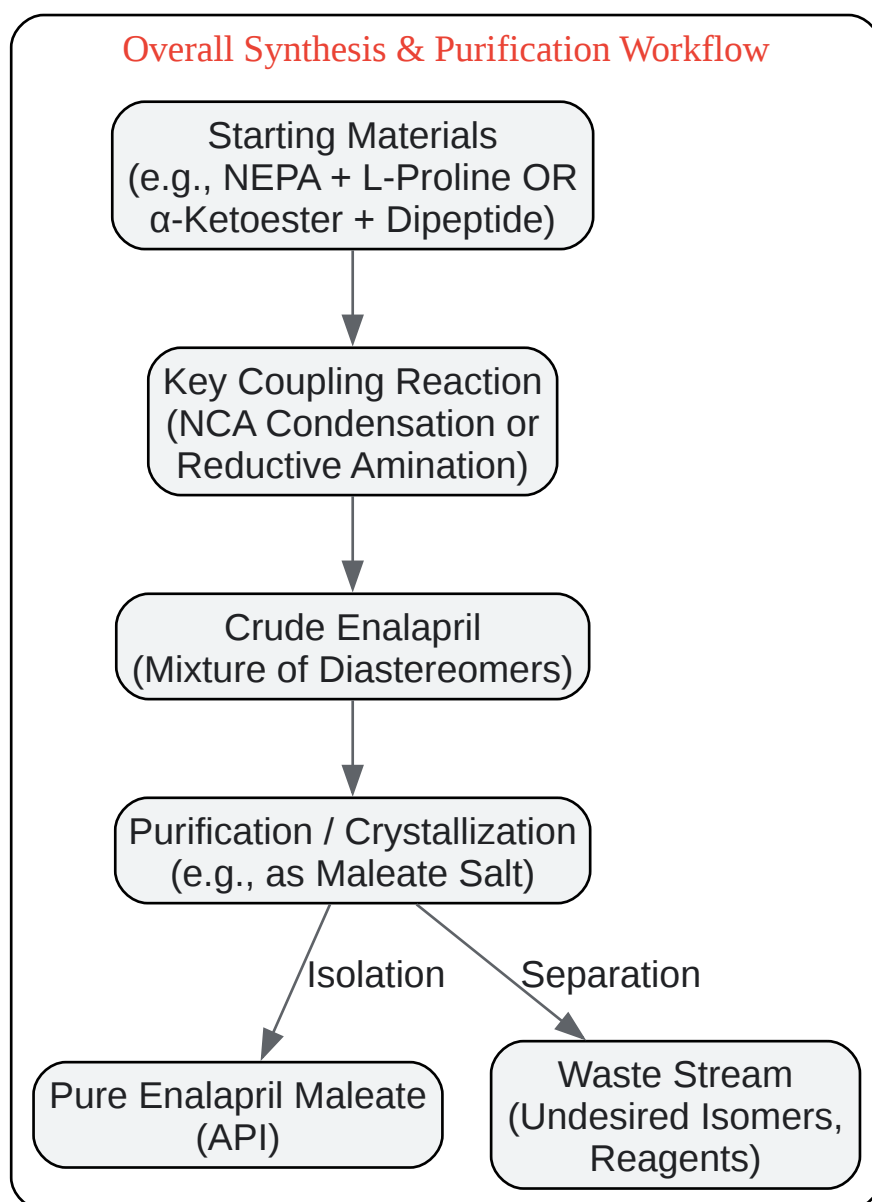 Overall Synthesis & Purification Workflow
Starting Materials
(e.g., NEPA + L-Proline OR
α-Ketoester + Dipeptide)
Key Coupling Reaction
(NCA Condensation or
Reductive Amination)
Crude Enalapril
(Mixture of Diastereomers)
Purification / Crystallization
(e.g., as Maleate Salt)
Isolation
Separation
Pure Enalapril Maleate
(API)
Waste Stream
(Undesired Isomers,
Reagents)